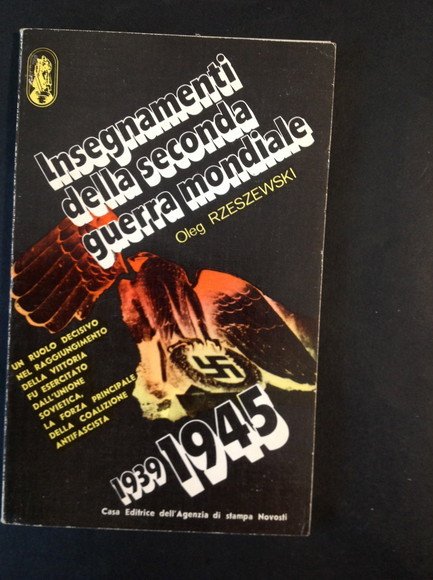 Insegnamenti
della seconda
guerra mondiale
Oleg RZESZEWSKI
UN RUOLO DECISIVO
NEL RAGGIUNGIMENTO
DELLA VITTORIA
FU ESERCITATO
DALL'UNIONE
SOVIETICA,
LA FORZA PRINCIPALE
DELLA COALIZIONE
ANTIFASCISTA
1939 1945
Casa Editrice dell'Agenzia di stampa Novosti